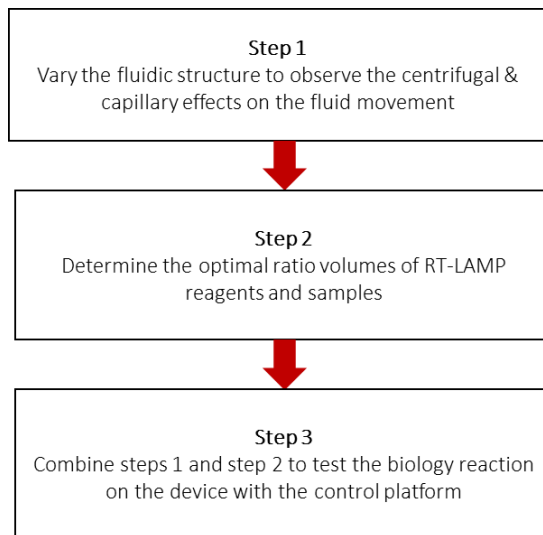 Step 1
Vary the fluidic structure to observe the centrifugal &
capillary effects on the fluid movement
Step 2
Determine the optimal ratio volumes of RT-LAMP
reagents and samples
Step 3
Combine steps 1 and step 2 to test the biology reaction
on the device with the control platform